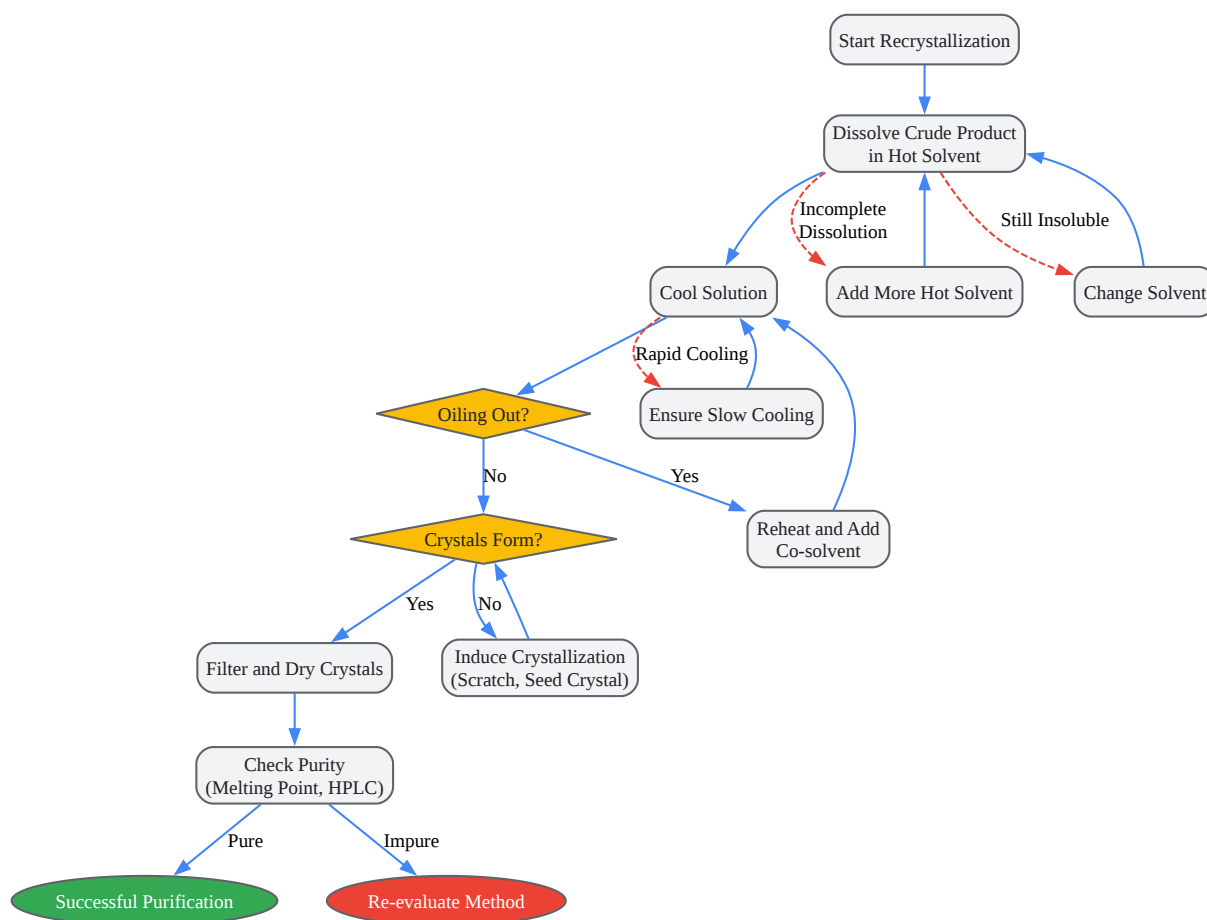 Start Recrystallization
Dissolve Crude Product
in Hot Solvent
Incomplete
Dissolution
Still Insoluble
Cool Solution
Add More Hot Solvent
Change Solvent
Rapid Cooling
Oiling Out?
Ensure Slow Cooling
No
Yes
Crystals Form?
Reheat and Add
Co-solvent
Yes
No
Filter and Dry Crystals
Induce Crystallization
(Scratch, Seed Crystal)
Check Purity
(Melting Point, HPLC)
Pure
Impure
Successful Purification
Re-evaluate Method